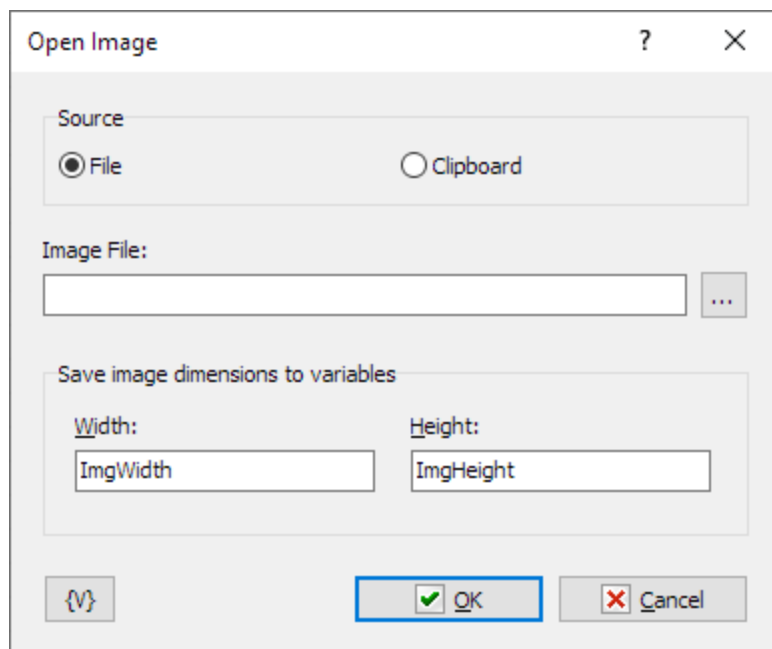 Open Image ?
Source
File Clipboard
Image File:
...
Save image dimensions to variables
Width: Height:
ImgWidth ImgHeight
{V} OK Cancel